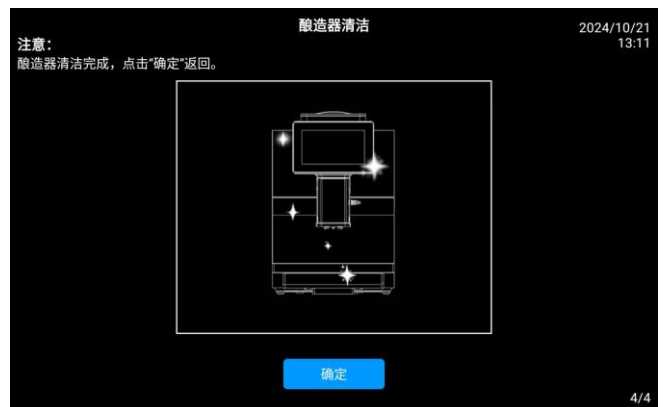 酿造器清洁
2024/10/21
13:11
注意：
酿造器清洁完成，点击“确定”返回。
确定
4/4